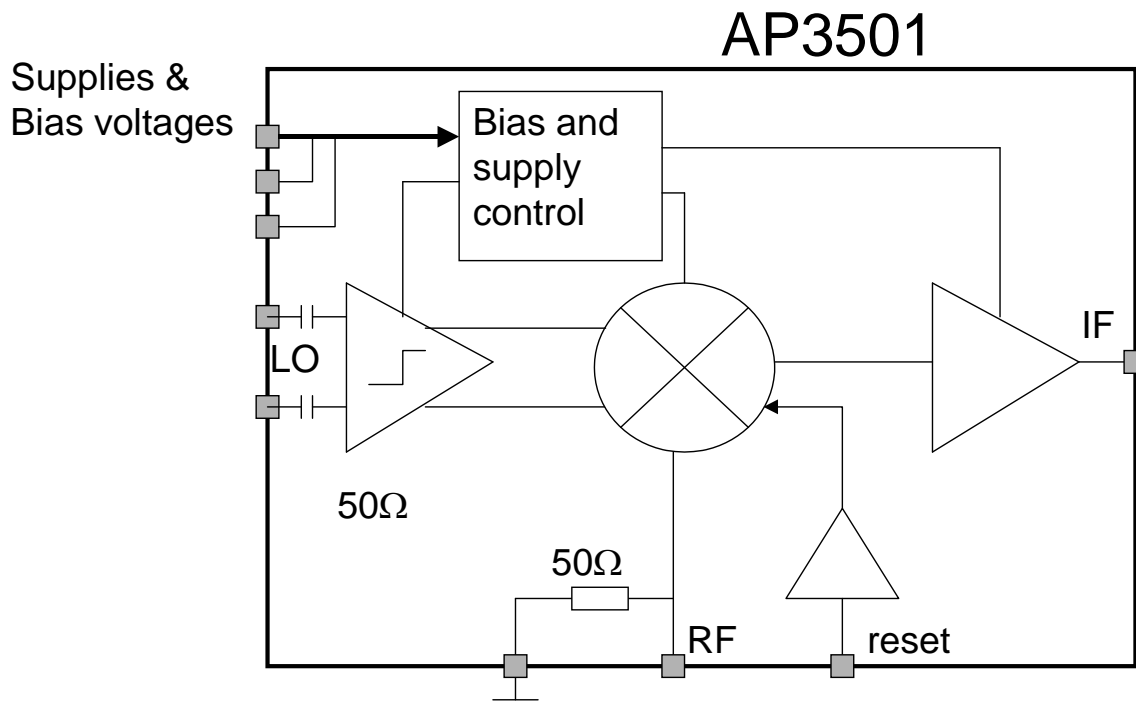 AP3501
Supplies &
Bias voltages
Bias and
supply
control
LO
IF
50Ω
50Ω
RF
reset